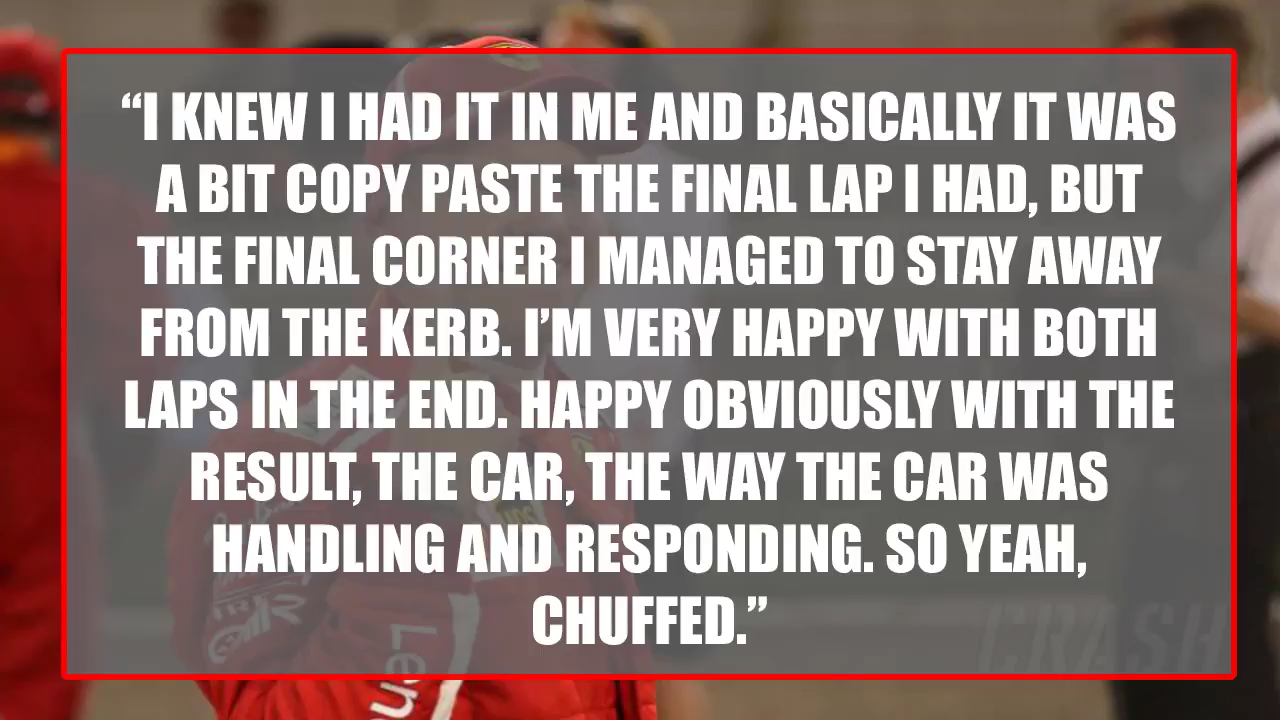 “I KNEW I HAD IT IN ME AND BASICALLY IT WAS
A BIT COPY PASTE THE FINAL LAP I HAD, BUT
THE FINAL CORNER I MANAGED TO STAY AWAY
FROM THE KERB. I’M VERY HAPPY WITH BOTH
LAPS IN THE END. HAPPY OBVIOUSLY WITH THE
RESULT, THE CAR, THE WAY THE CAR WAS
HANDLING AND RESPONDING. SO YEAH,
CHUFFED.”
CRASH